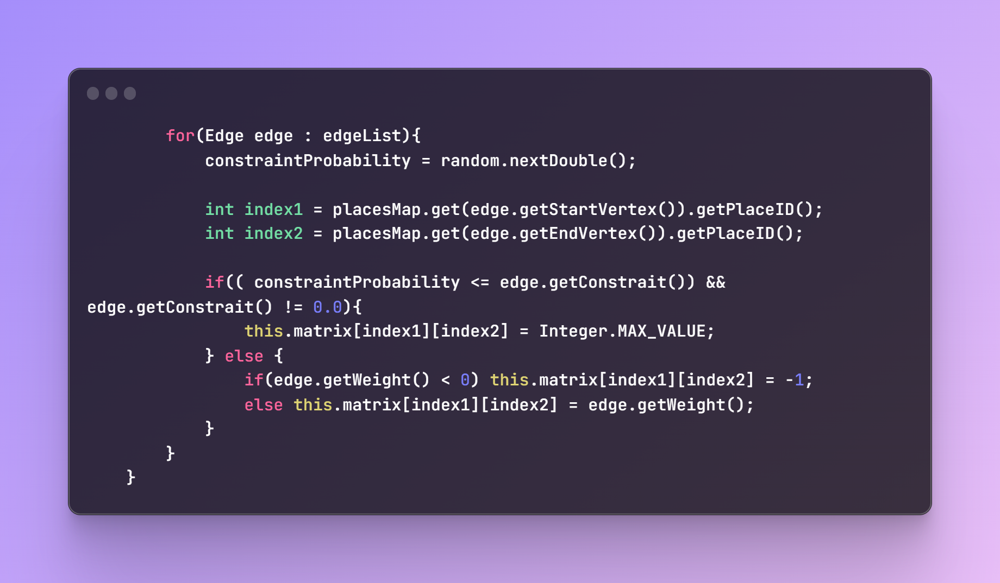 for(Edge edge : edgeList){
constraintProbability = random.nextDouble();
int index1 = placesMap.get(edge.getStartVertex()).getPlaceID();
int index2 = placesMap.get(edge.getEndVertex()).getPlaceID();
if(( constraintProbability <= edge.getConstrait()) &&
edge.getConstrait() != 0.0){
this.matrix[index1][index2] = Integer.MAX_VALUE;
} else {
if(edge.getWeight() < 0) this.matrix[index1][index2] = -1;
else this.matrix[index1][index2] = edge.getWeight();
}
}
}